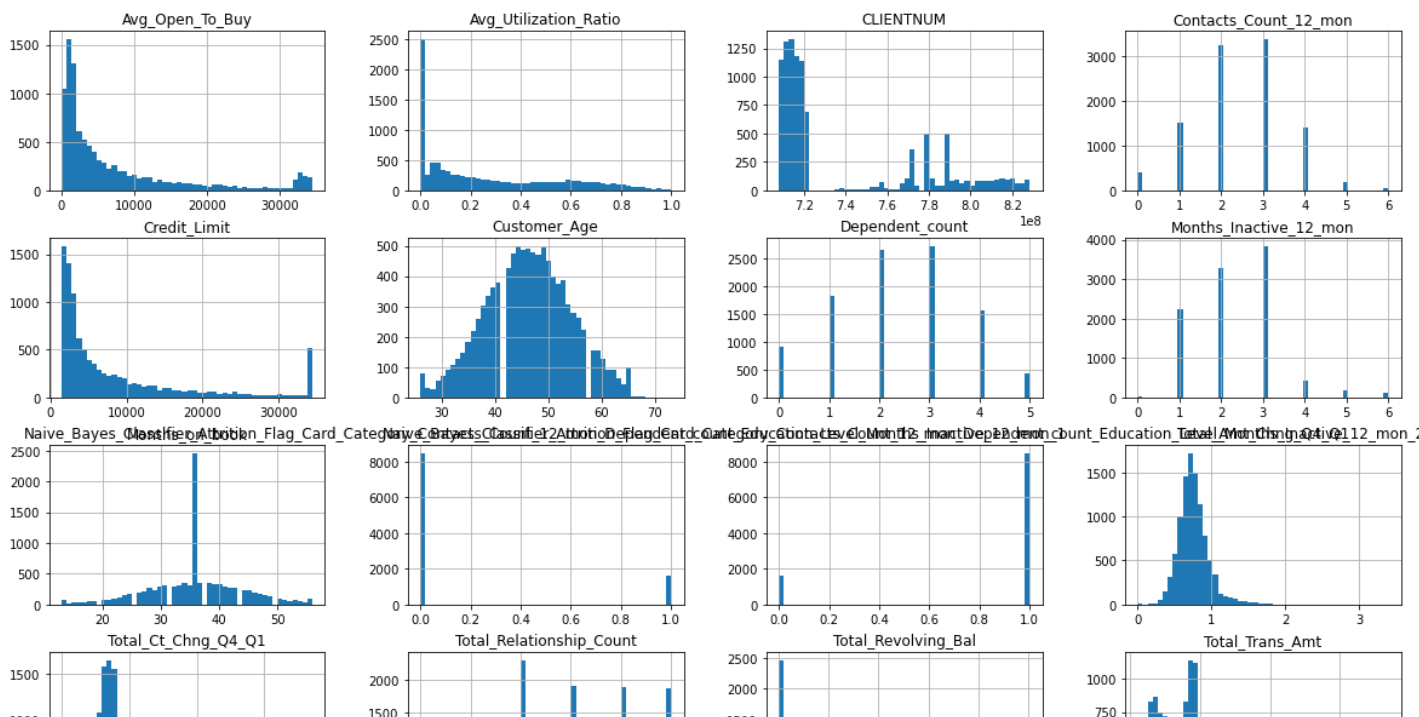 Avg_Open_To_Buy
1500
1000
500
0
0 10000 20000 30000
Avg_Utilization_Ratio
2500
2000
1500
1000
500
0
0.0 0.2 0.4 0.6 0.8 1.0
CLIENTNUM
1250
1000
750
500
250
0
7.2 7.4 7.6 7.8 8.0 8.2
1e8
Contacts_Count_12_mon
3000
2000
1000
0
0 1 2 3 4 5 6
Credit_Limit
1500
1000
500
0
0 10000 20000 30000
Customer_Age
500
400
300
200
100
0
30 40 50 60 70
Dependent_count
2500
2000
1500
1000
500
0
0 1 2 3 4 5
Months_Inactive_12_mon
4000
3000
2000
1000
0
0 1 2 3 4 5 6
Months_on_book
2500
2000
1500
1000
500
0
20 30 40 50
8000
6000
4000
2000
0
0.0 0.2 0.4 0.6 0.8 1.0
8000
6000
4000
2000
0
0.0 0.2 0.4 0.6 0.8 1.0
Total_Amt_Chng_Q4_Q1
1500
1000
500
0
0 1 2 3
Total_Ct_Chng_Q4_Q1
1500
Total_Relationship_Count
2000
1500
Total_Revolving_Bal
2500
2000
Total_Trans_Amt
1000
750